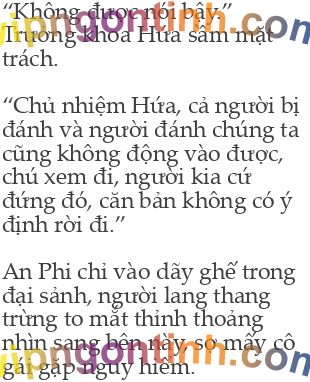 “Không được nói bậy.”
Trưởng khoa Hứa sầm mặt
trách.
“Chủ nhiệm Hứa, cả người bị
đánh và người đánh chúng ta
cũng không động vào được,
chú xem đi, người kia cứ
đứng đó, căn bản không có ý
định rời đi.”
An Phi chỉ vào dãy ghế trong
đại sảnh, người lang thang
trừng to mắt thỉnh thoảng
nhìn sang bên này, sợ mấy cô
gái gặp nguy hiểm.
vipngontinh.com
vipngontinh.com